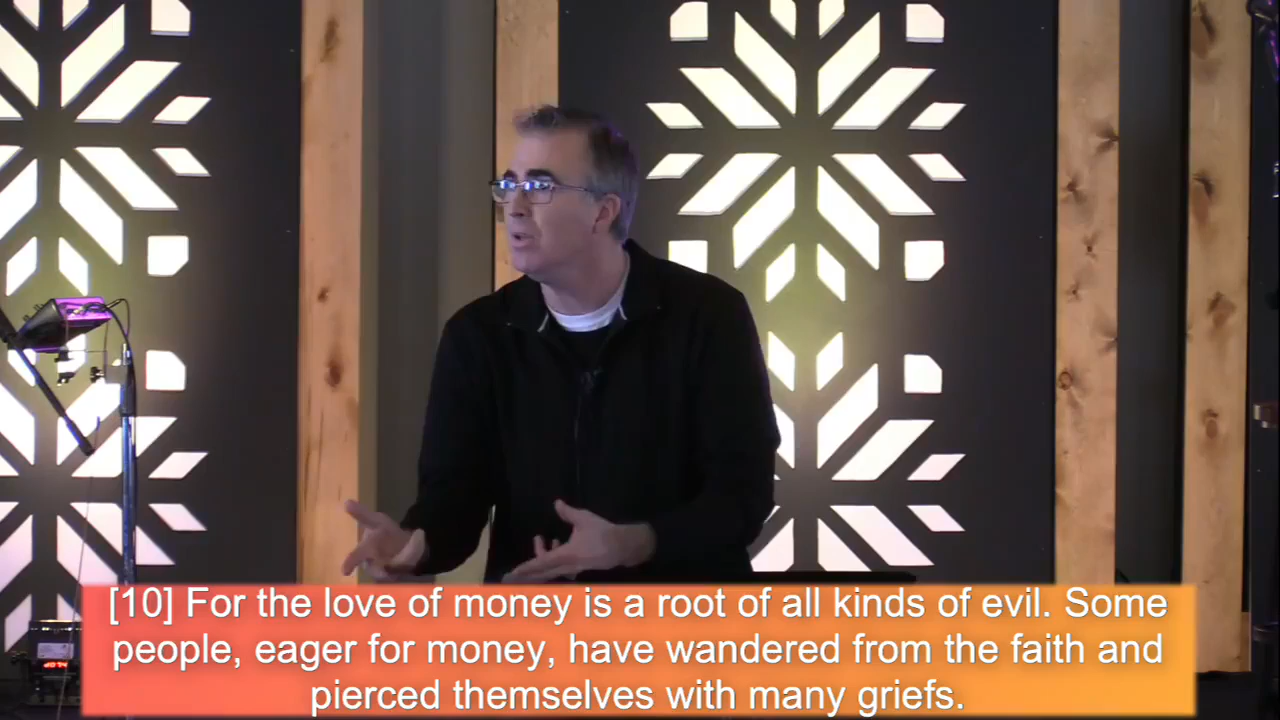 [10] For the love of money is a root of all kinds of evil. Some
people, eager for money, have wandered from the faith and
pierced themselves with many griefs.